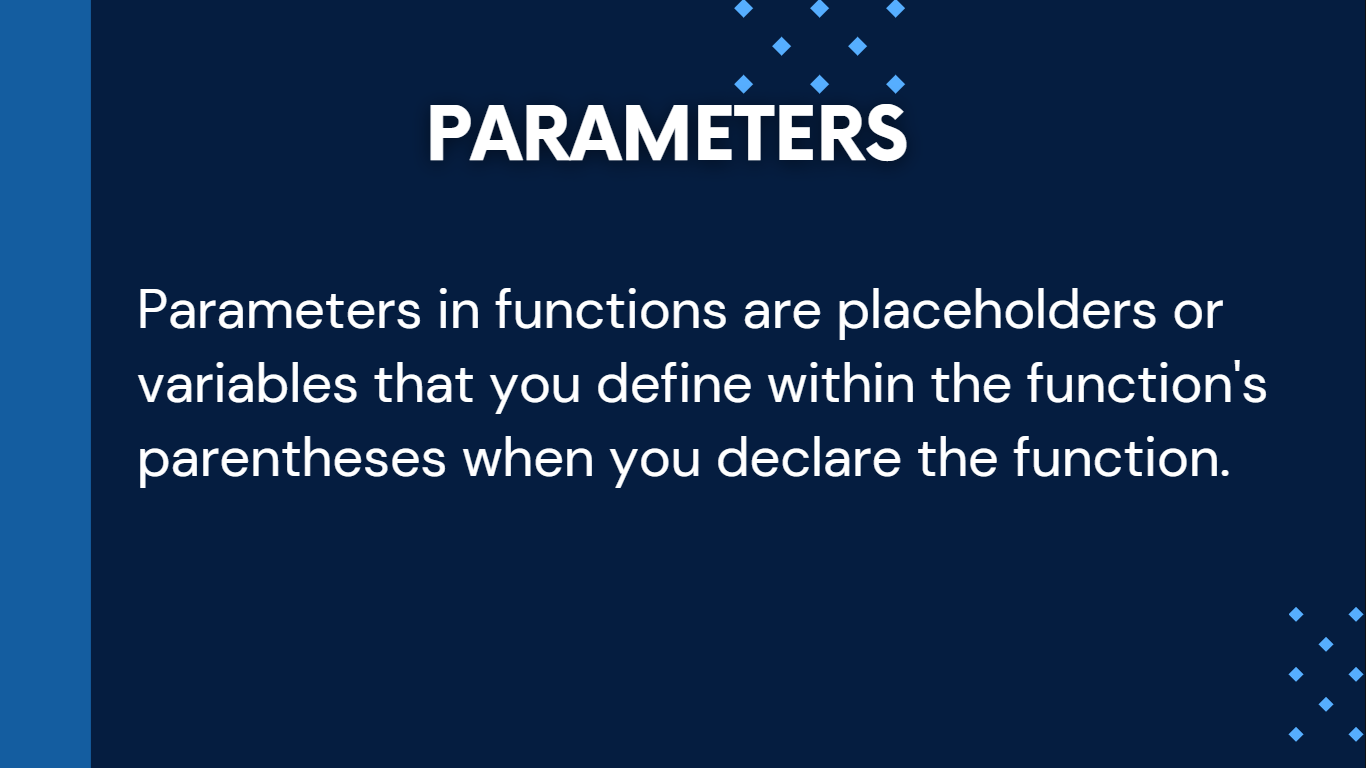 PARAMETERS
Parameters in functions are placeholders or
variables that you define within the function's
parentheses when you declare the function.